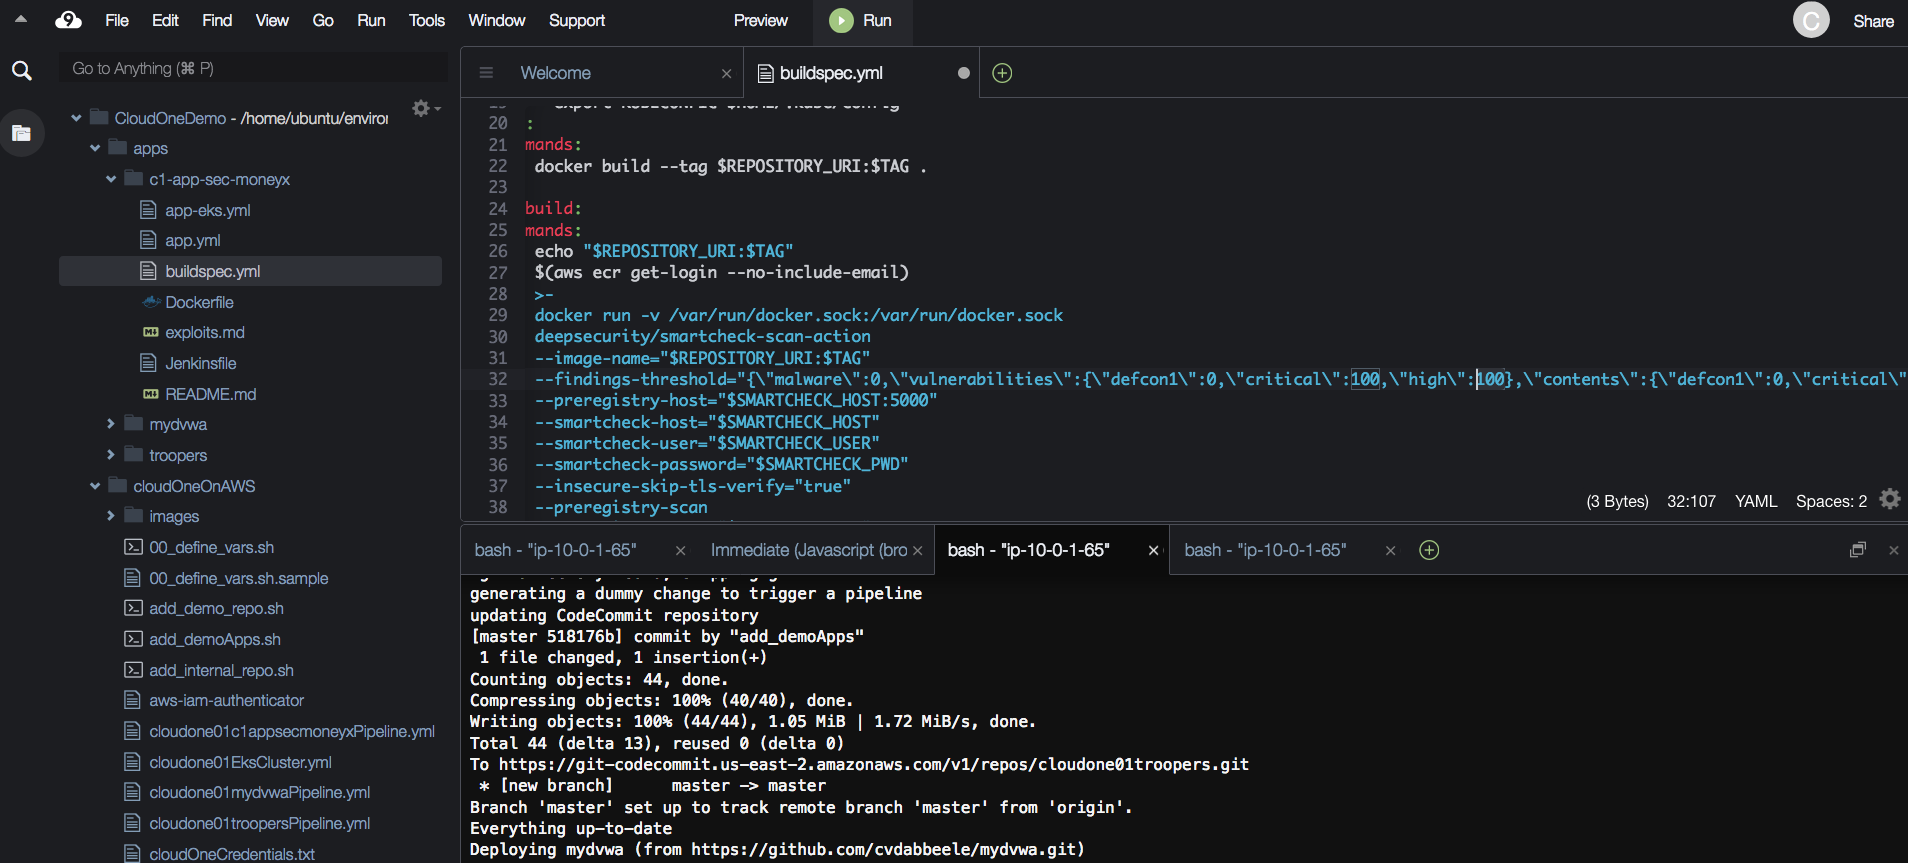 File Edit Find View Go Run Tools Window Support Preview Run C Share
Go to Anything (⌘ P)
CloudOneDemo - /home/ubuntu/enviror
apps
c1-app-sec-moneyx
app-eks.yml
app.yml
buildspec.yml
Dockerfile
exploits.md
Jenkinsfile
README.md
mydvwa
troopers
cloudOneOnAWS
images
00_define_vars.sh
00_define_vars.sh.sample
add_demo_repo.sh
add_demoApps.sh
add_internal_repo.sh
aws-iam-authenticator
cloudone01c1appsecmoneyxPipeline.yml
cloudone01EksCluster.yml
cloudone01mydvwaPipeline.yml
cloudone01troopersPipeline.yml
cloudOneCredentials.txt
Welcome buildspec.yml
20 :
21 mands:
22 docker build --tag $REPOSITORY_URI:$TAG .
23
24 build:
25 mands:
26 echo "$REPOSITORY_URI:$TAG"
27 $(aws ecr get-login --no-include-email)
28 >-
29 docker run -v /var/run/docker.sock:/var/run/docker.sock
30 deepsecurity/smartcheck-scan-action
31 --image-name="$REPOSITORY_URI:$TAG"
32 --findings-threshold="{\"malware\":0,\"vulnerabilities\":{\"defcon1\":0,\"critical\":100,\"high\":100},\"contents\":{\"defcon1\":0,\"critical\"
33 --preregistry-host="$SMARTCHECK_HOST:5000"
34 --smartcheck-host="$SMARTCHECK_HOST"
35 --smartcheck-user="$SMARTCHECK_USER"
36 --smartcheck-password="$SMARTCHECK_PWD"
37 --insecure-skip-tls-verify="true"
38 --preregistry-scan
(3 Bytes) 32:107 YAML Spaces: 2
bash - "ip-10-0-1-65" Immediate (Javascript (bro bash - "ip-10-0-1-65" bash - "ip-10-0-1-65"
generating a dummy change to trigger a pipeline
updating CodeCommit repository
[master 518176b] commit by "add_demoApps"
1 file changed, 1 insertion(+)
Counting objects: 44, done.
Compressing objects: 100% (40/40), done.
Writing objects: 100% (44/44), 1.05 MiB | 1.72 MiB/s, done.
Total 44 (delta 13), reused 0 (delta 0)
To https://git-codecommit.us-east-2.amazonaws.com/v1/repos/cloudone01troopers.git
* [new branch] master -> master
Branch 'master' set up to track remote branch 'master' from 'origin'.
Everything up-to-date
Deploying mydvwa (from https://github.com/cvdabbeele/mydvwa.git)